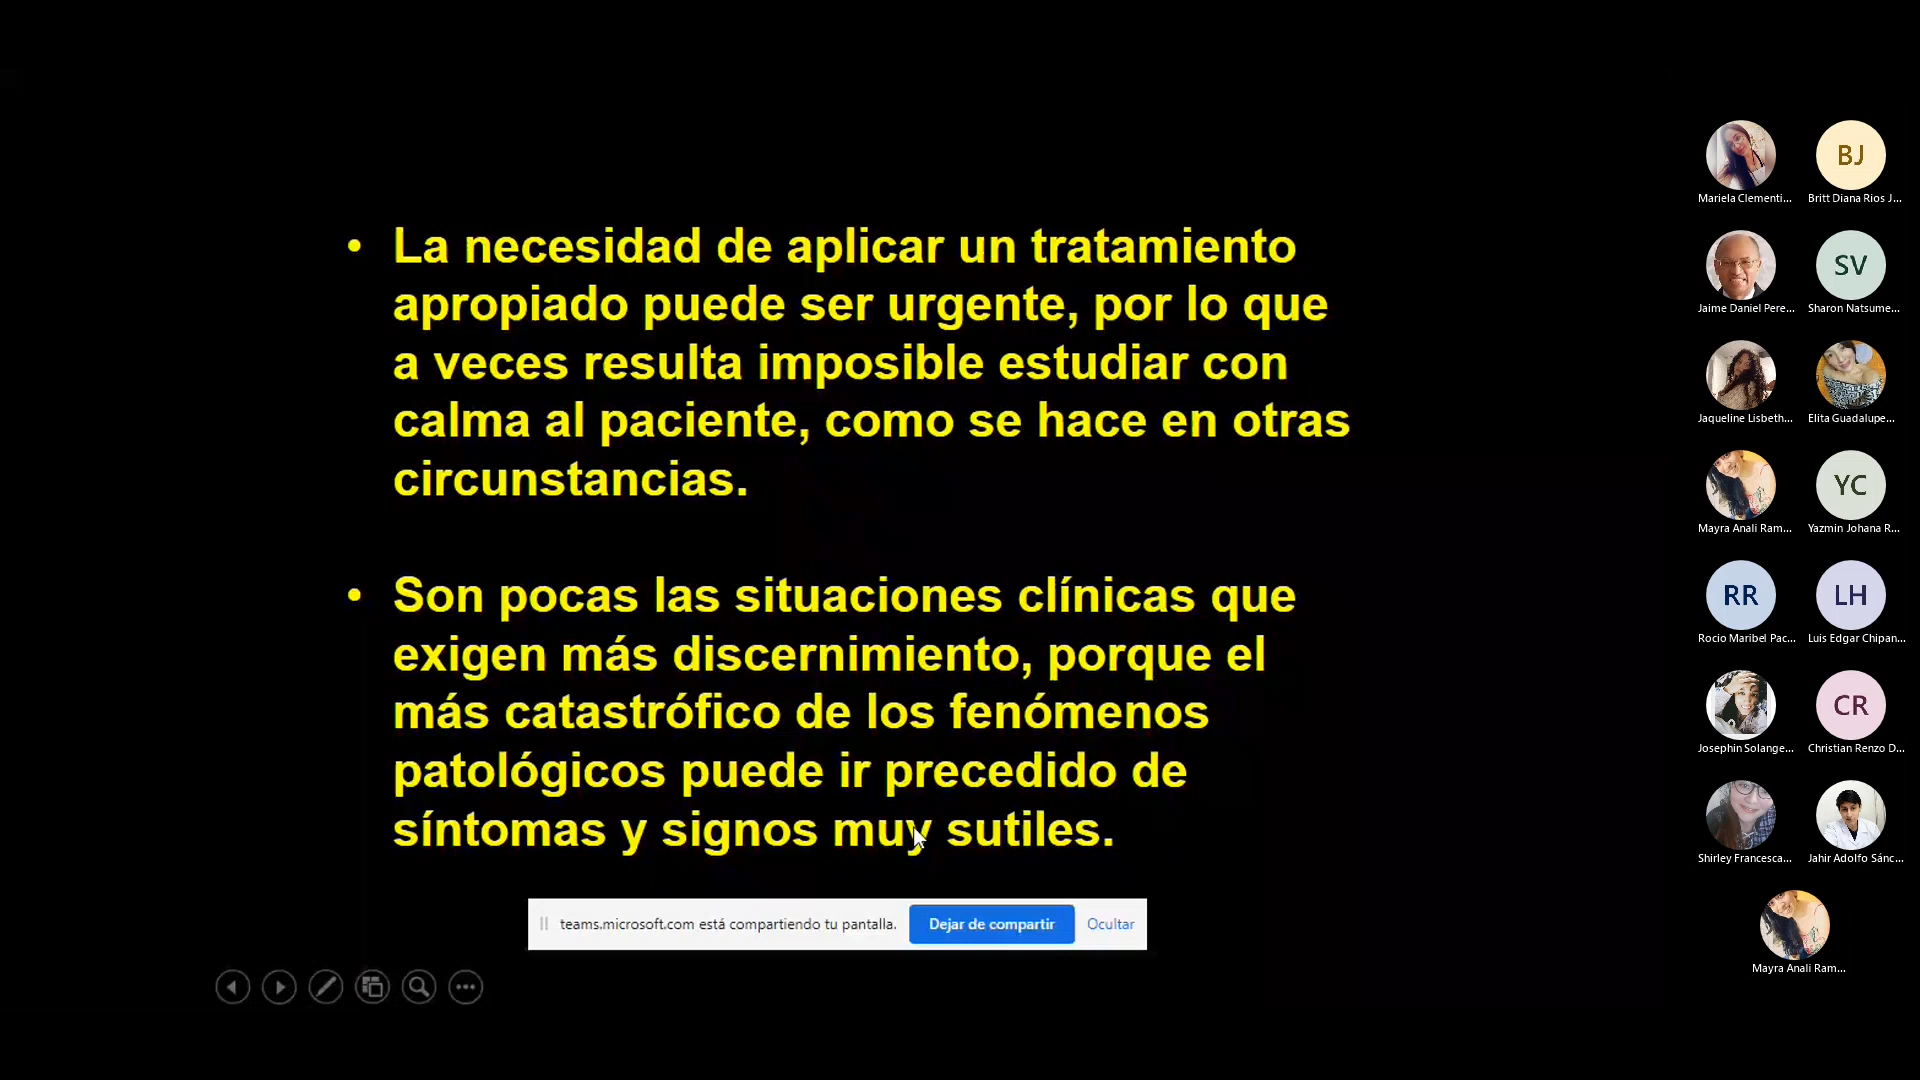 • La necesidad de aplicar un tratamiento
apropiado puede ser urgente, por lo que
a veces resulta imposible estudiar con
calma al paciente, como se hace en otras
circunstancias.
• Son pocas las situaciones clínicas que
exigen más discernimiento, porque el
más catastrófico de los fenómenos
patológicos puede ir precedido de
síntomas y signos muy sutiles.
teams.microsoft.com está compartiendo tu pantalla. Dejar de compartir Ocultar
BJ
Mariela Clementi... Britt Diana Rios J...
SV
Jaime Daniel Pere... Sharon Natsume...
Jaqueline Lisbeth... Elita Guadalupe...
YC
Mayra Anali Ram... Yazmin Johana R...
RR LH
Rocio Maribel Pac... Luis Edgar Chipan...
CR
Josephin Solange... Christian Renzo D...
Shirley Francesca... Jahir Adolfo Sánc...
Mayra Anali Ram...